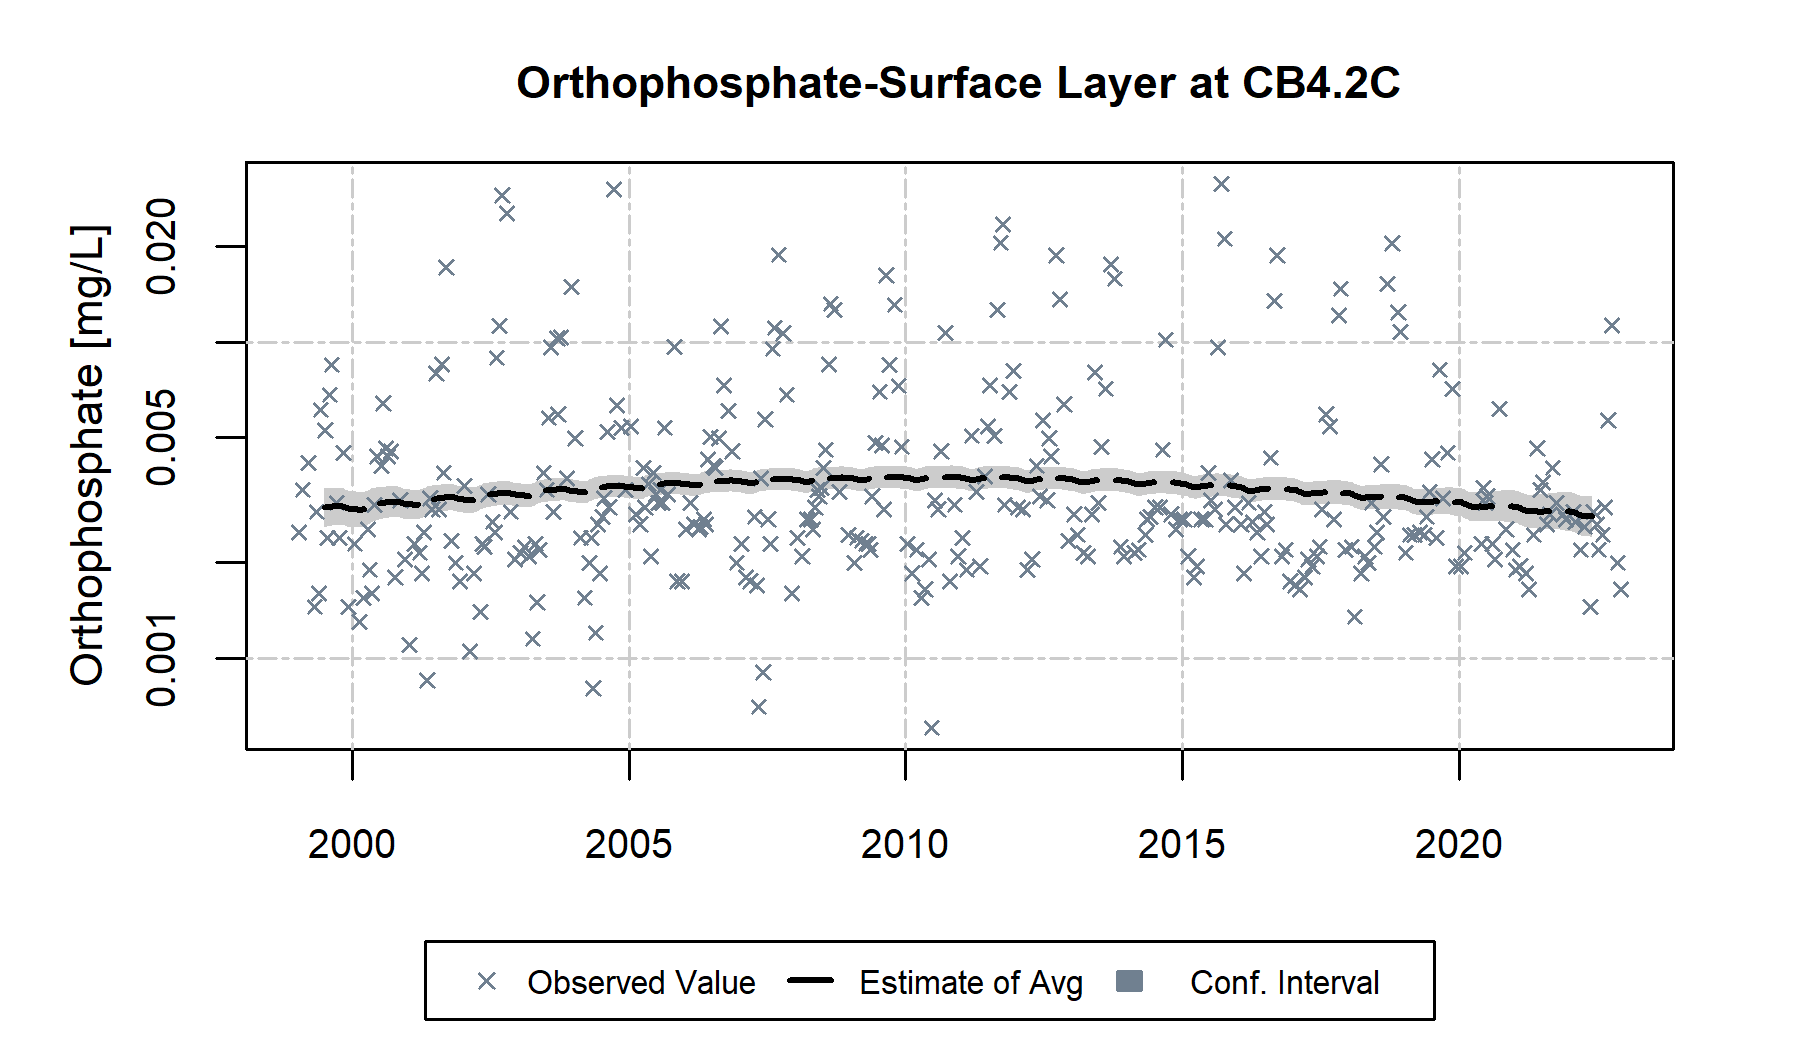 Orthophosphate-Surface Layer at CB4.2C
Orthophosphate [mg/L]
0.020
0.005
0.001
2000 2005 2010 2015 2020
Observed Value Estimate of Avg Conf. Interval